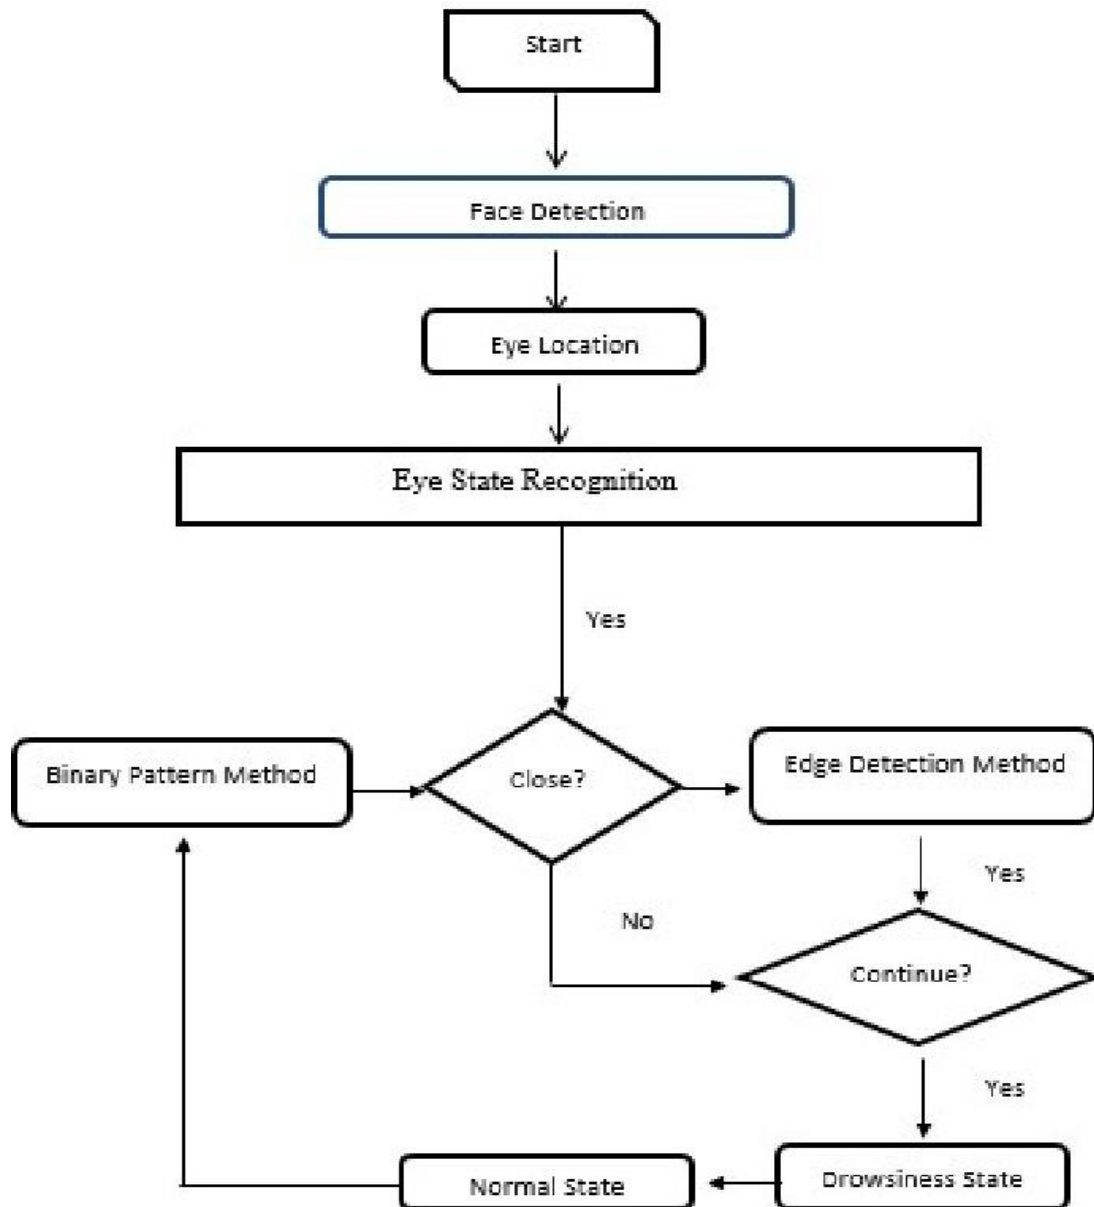 Start
Face Detection
Eye Location
Eye State Recognition
Yes
Binary Pattern Method
Close?
Edge Detection Method
Yes
No
Continue?
Yes
Normal State
Drowsiness State